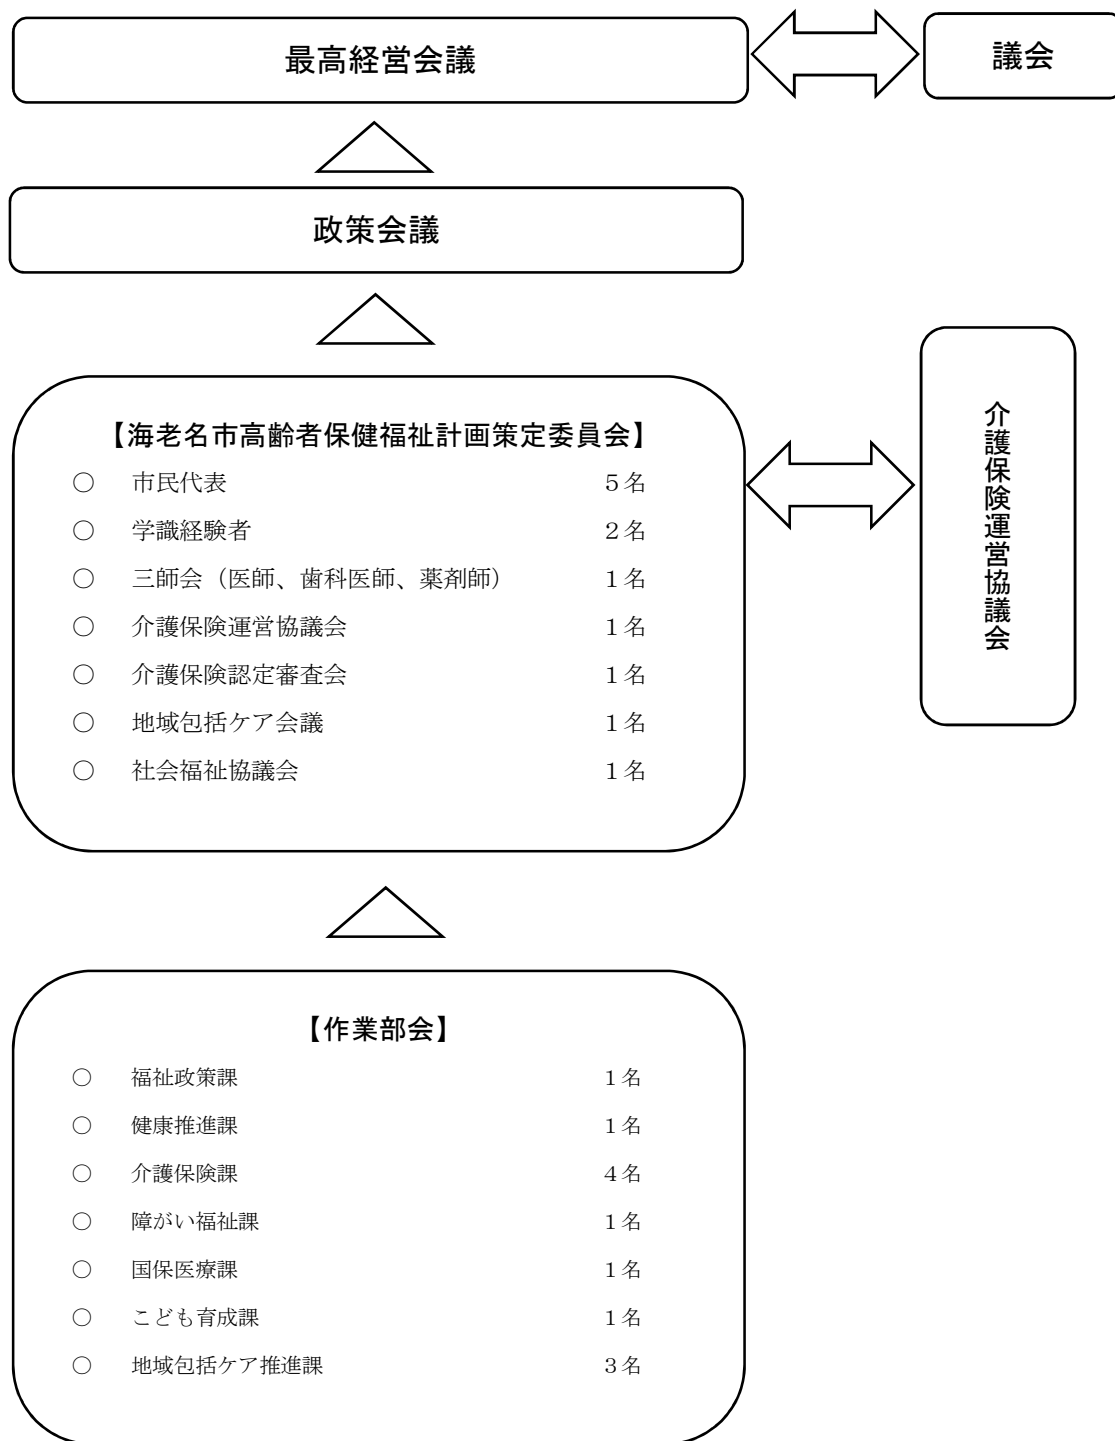 最高経営会議
議会
政策会議
【海老名市高齢者保健福祉計画策定委員会】
○ 市民代表 ５名
○ 学識経験者 ２名
○ 三師会（医師、歯科医師、薬剤師） １名
○ 介護保険運営協議会 １名
○ 介護保険認定審査会 １名
○ 地域包括ケア会議 １名
○ 社会福祉協議会 １名
介護保険運営協議会
【作業部会】
○ 福祉政策課 １名
○ 健康推進課 １名
○ 介護保険課 ４名
○ 障がい福祉課 １名
○ 国保医療課 １名
○ こども育成課 １名
○ 地域包括ケア推進課 ３名